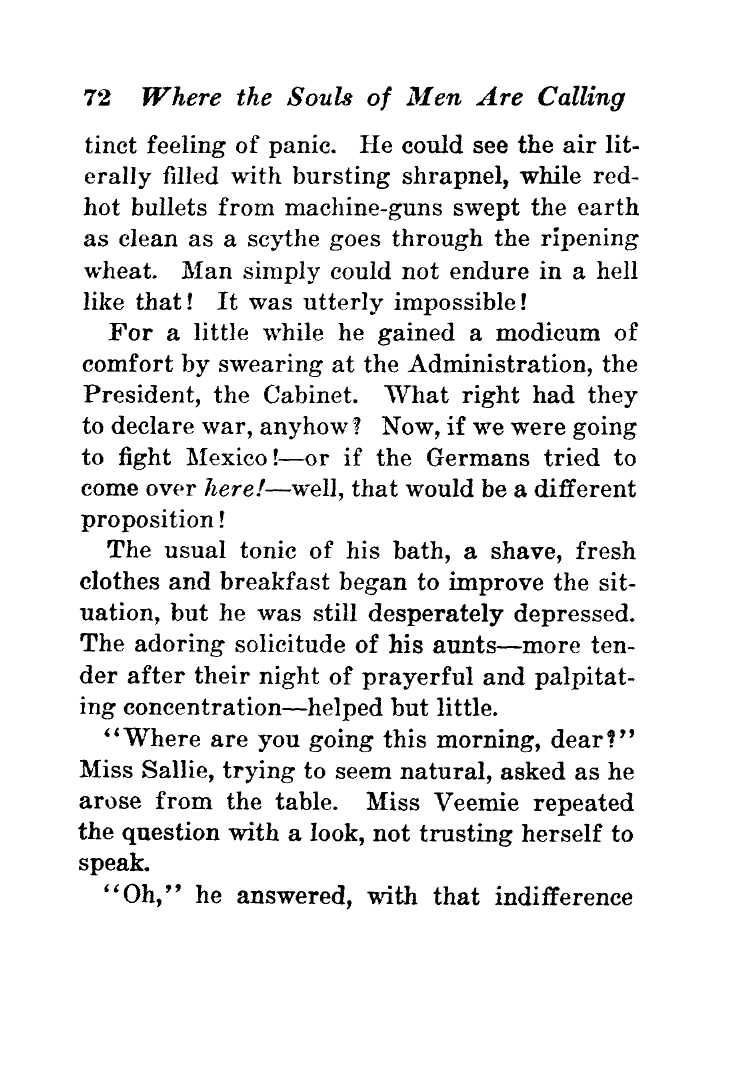 72 Where the Souls of Men Are Calling
tinct feeling of panic. He could see the air lit-
erally filled with bursting shrapnel, while red-
hot bullets from machine-guns swept the earth
as clean as a scythe goes through the ripening
wheat. Man simply could not endure in a hell
like that! It was utterly impossible!
For a little while he gained a modicum of
comfort by swearing at the Administration, the
President, the Cabinet. What right had they
to declare war, anyhow? Now, if we were going
to fight Mexico!—or if the Germans tried to
come over here!—well, that would be a different
proposition!
The usual tonic of his bath, a shave, fresh
clothes and breakfast began to improve the sit-
uation, but he was still desperately depressed.
The adoring solicitude of his aunts—more ten-
der after their night of prayerful and palpitat-
ing concentration—helped but little.
"Where are you going this morning, dear?"
Miss Sallie, trying to seem natural, asked as he
arose from the table. Miss Veemie repeated
the question with a look, not trusting herself to
speak.
"Oh," he answered, with that indifference